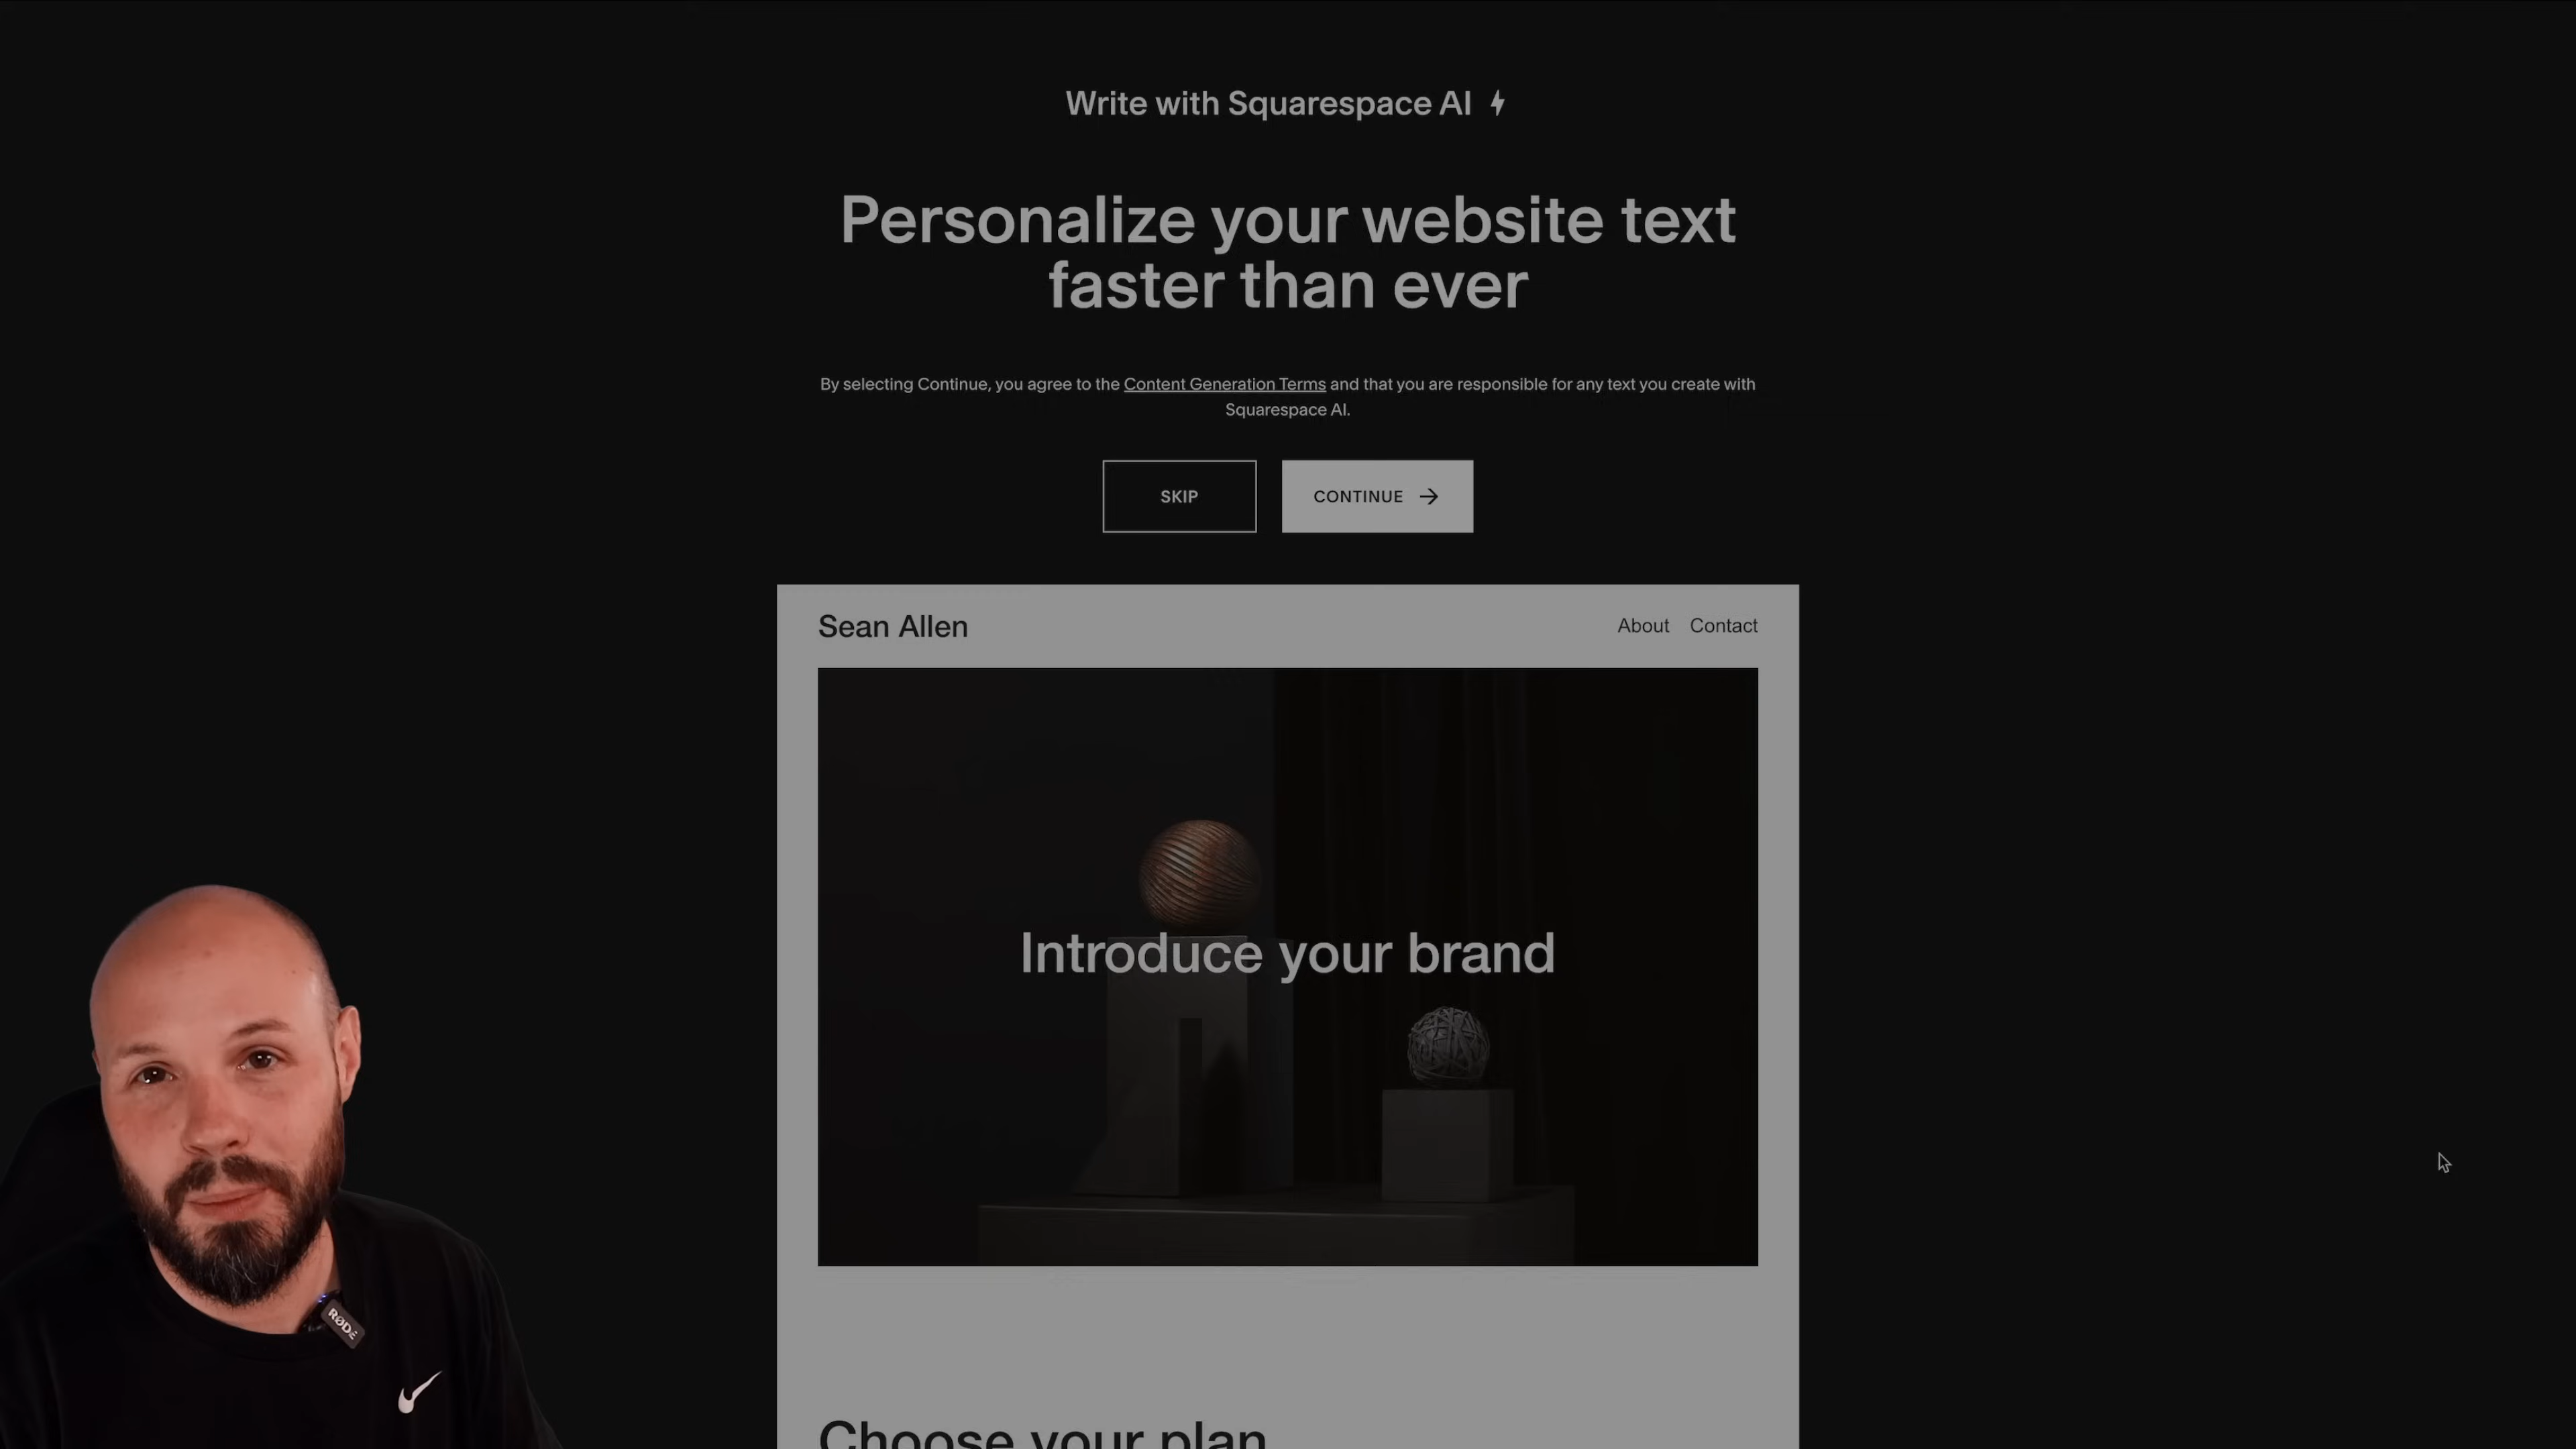 Write with Squarespace AI
Personalize your website text
faster than ever
By selecting Continue, you agree to the Content Generation Terms and that you are responsible for any text you create with
Squarespace AI.
SKIP
CONTINUE
Sean Allen
About
Contact
Introduce your brand
Choose your plan
RØDE